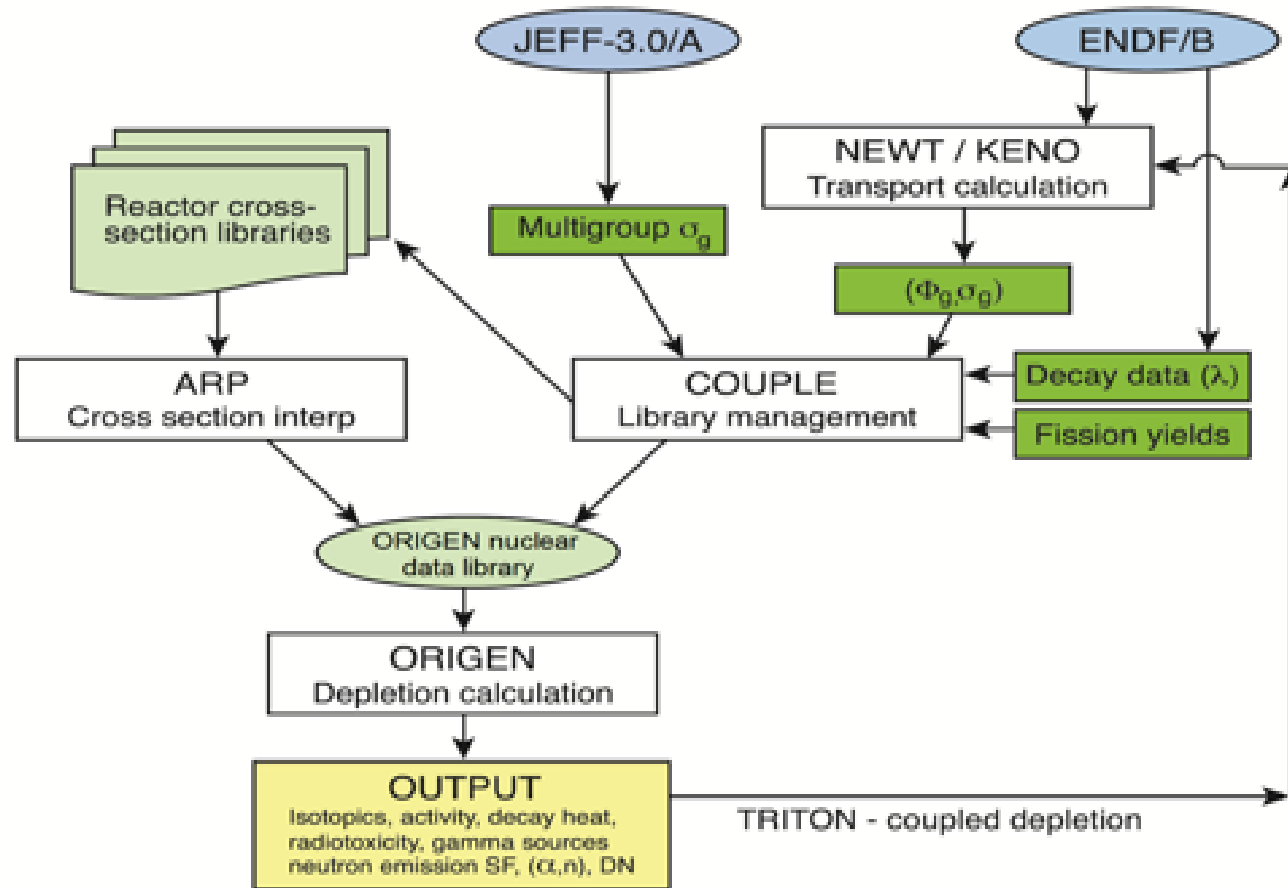 JEFF-3.0/A
ENDF/B
NEWT / KENO
Transport calculation
Reactor cross-
section libraries
Multigroup σg
(Φg,σg)
ARP
Cross section interp
COUPLE
Library management
Decay data (λ)
Fission yields
ORIGEN nuclear
data library
ORIGEN
Depletion calculation
OUTPUT
Isotopics, activity, decay heat,
radiotoxicity, gamma sources
neutron emission SF, (α,n), DN
TRITON - coupled depletion